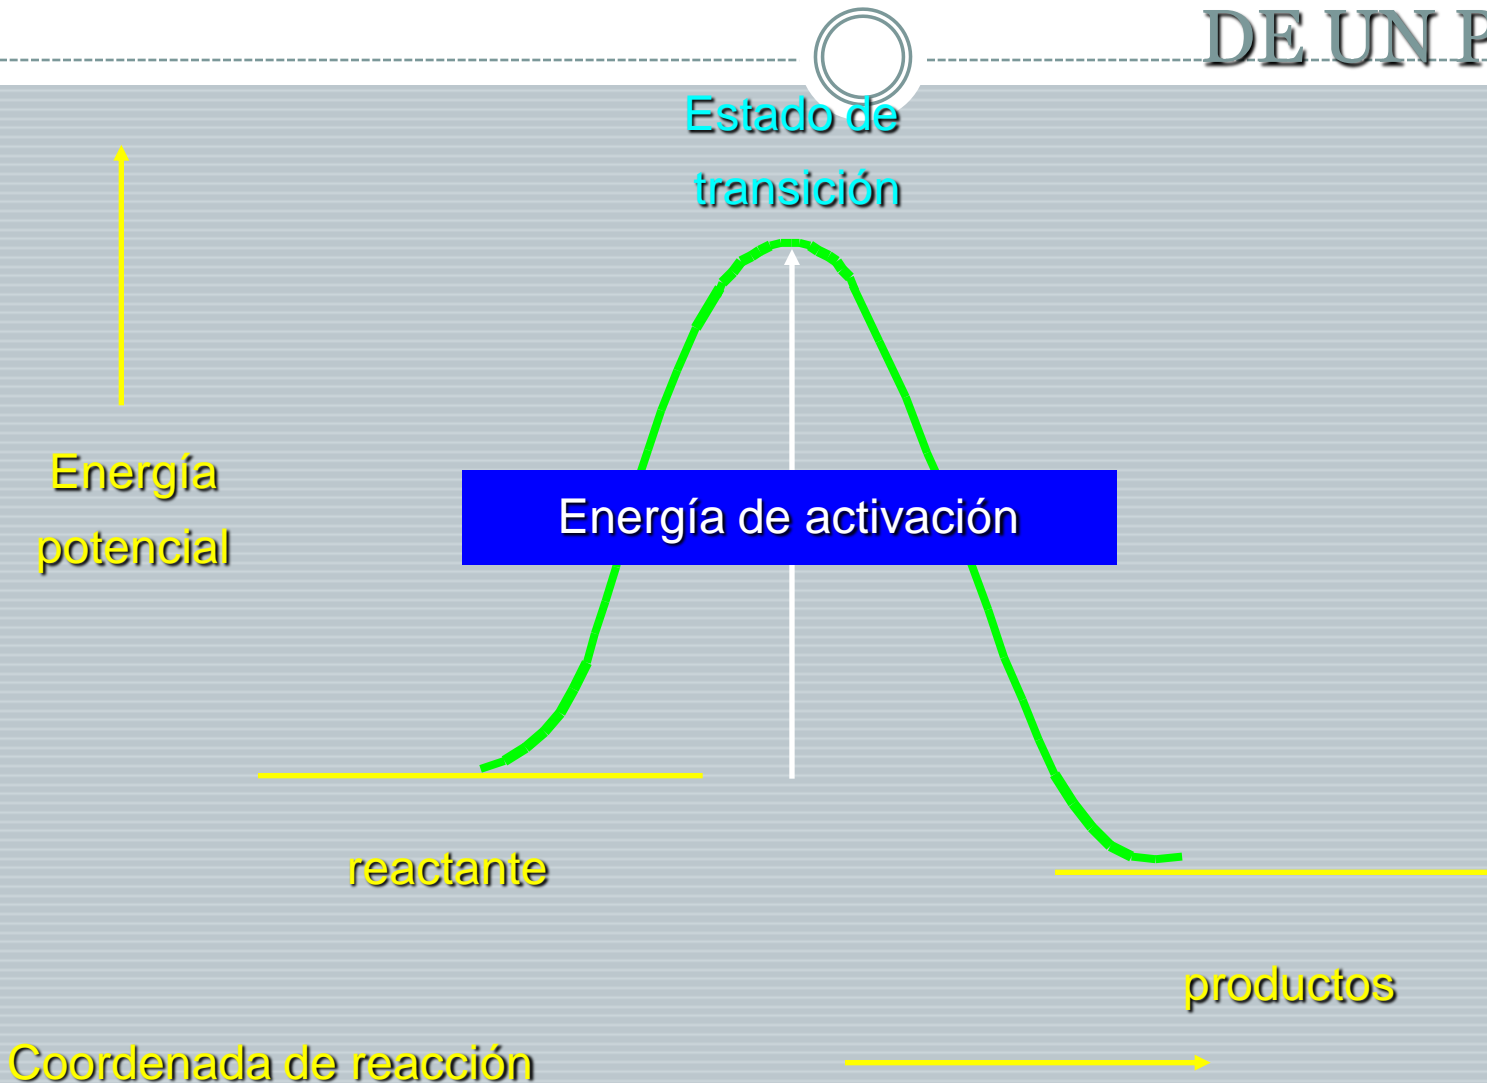 DE UN P
Estado de
transición
Energía
potencial
Energía de activación
reactante
productos
Coordenada de reacción